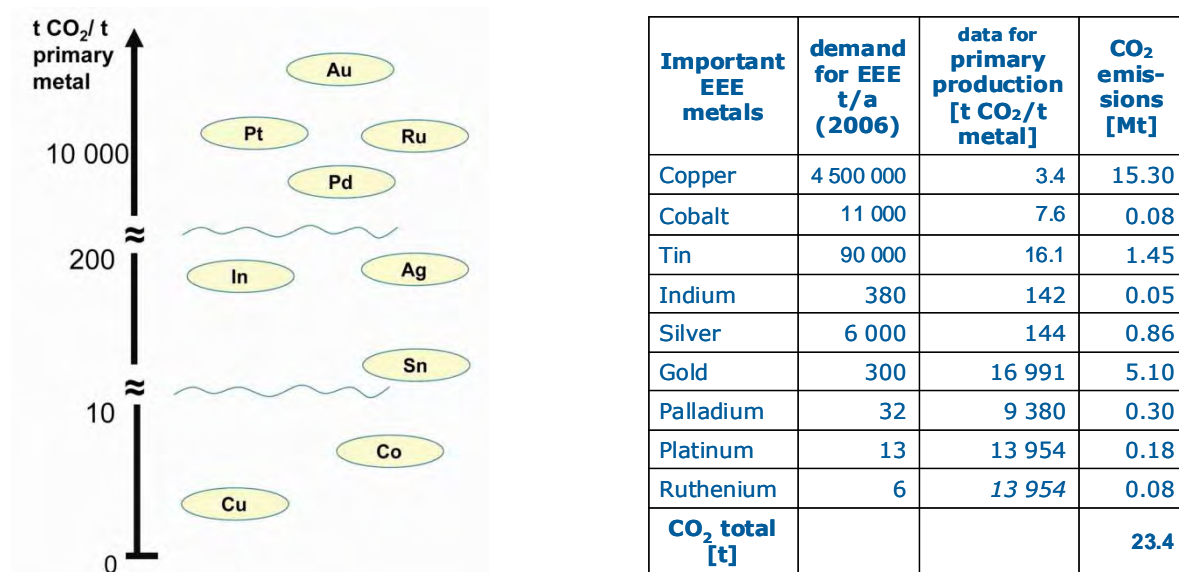 t CO₂/ t
primary
metal
10 000
200
10
0
Au
Pt
Ru
Pd
≈
In
Ag
Sn
≈
Co
Cu
Important EEE metals | demand for EEE t/a (2006) | data for primary production [t CO₂/t metal] | CO₂ emis-sions [Mt]
Copper 4 500 000 3.4 15.30
Cobalt 11 000 7.6 0.08
Tin 90 000 16.1 1.45
Indium 380 142 0.05
Silver 6 000 144 0.86
Gold 300 16 991 5.10
Palladium 32 9 380 0.30
Platinum 13 13 954 0.18
Ruthenium 6 13 954 0.08
CO₂ total [t] 23.4